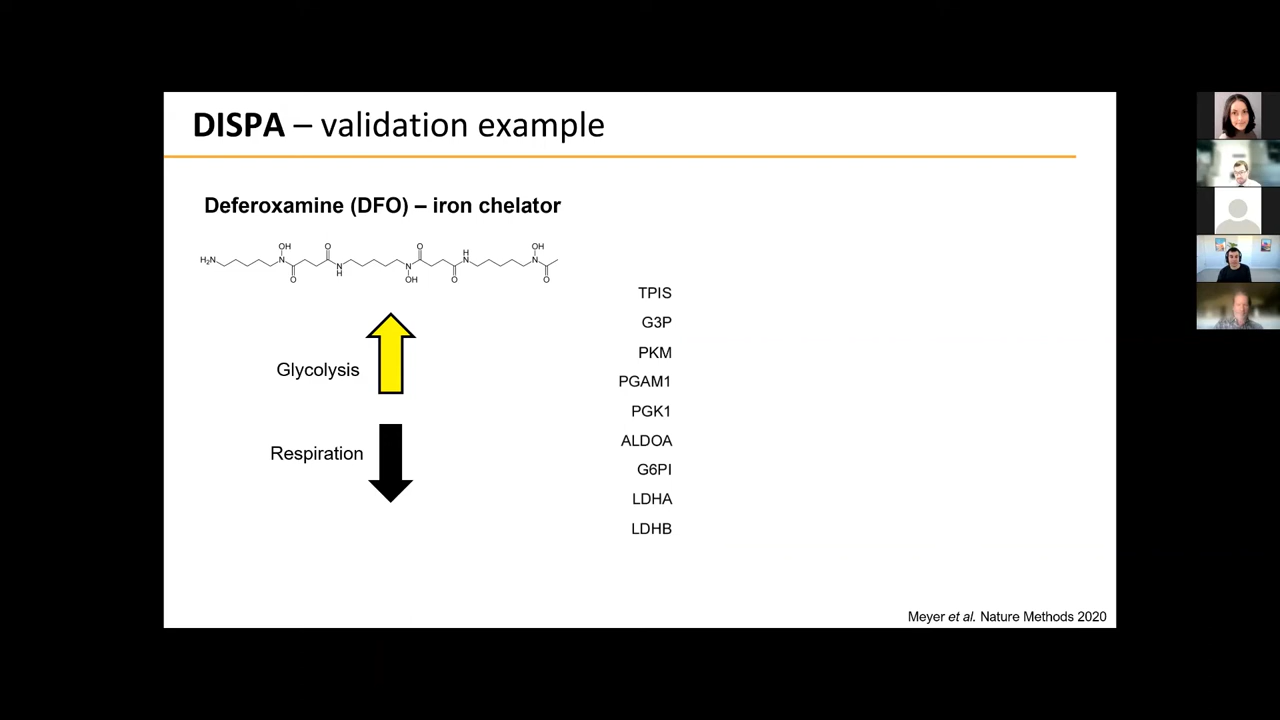 DISPA – validation example
Deferoxamine (DFO) – iron chelator
H₂N
OH
N
O
O
N
H
N
OH
O
O
H
N
OH
N
O
Glycolysis
Respiration
TPIS
G3P
PKM
PGAM1
PGK1
ALDOA
G6PI
LDHA
LDHB
Meyer et al. Nature Methods 2020